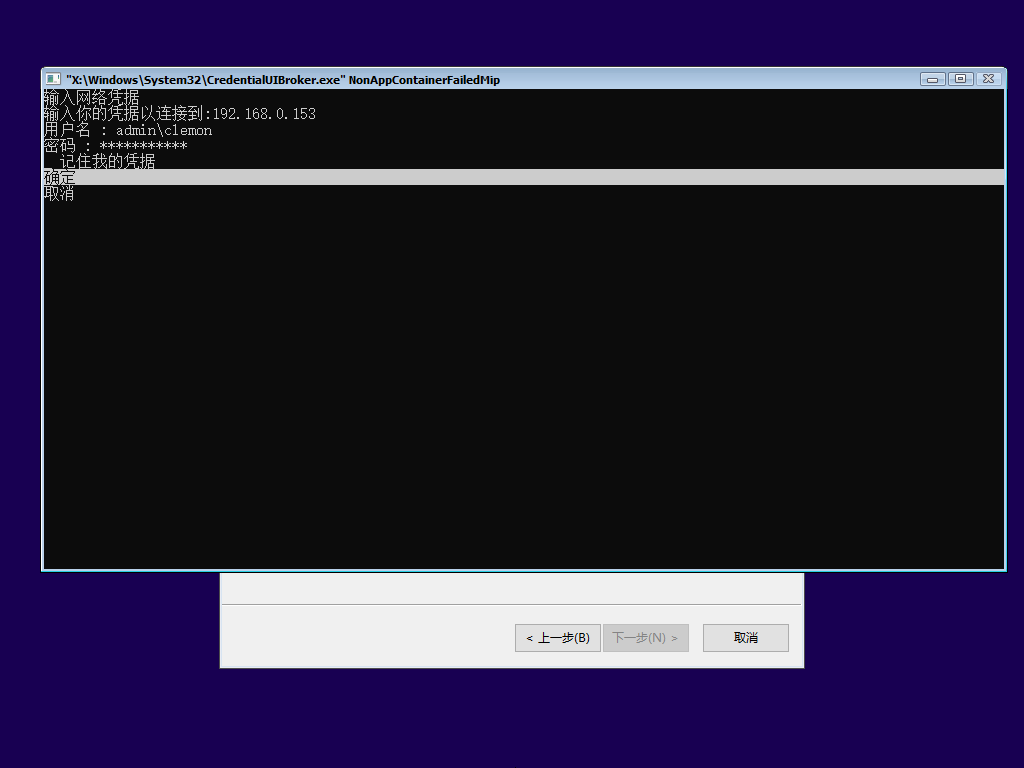 "X:\Windows\System32\CredentialUIBroker.exe" NonAppContainerFailedMip
输入网络凭据
输入你的凭据以连接到:192.168.0.153
用户名 : admin\clemon
密码 : ***********
_ 记住我的凭据
确定
取消
< 上一步(B) 下一步(N) > 取消